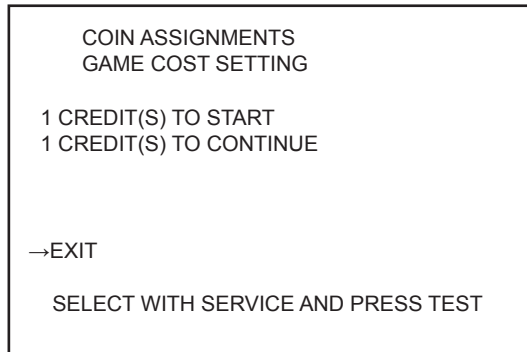 COIN ASSIGNMENTS
GAME COST SETTING
1 CREDIT(S) TO START
1 CREDIT(S) TO CONTINUE
→EXIT
SELECT WITH SERVICE AND PRESS TEST